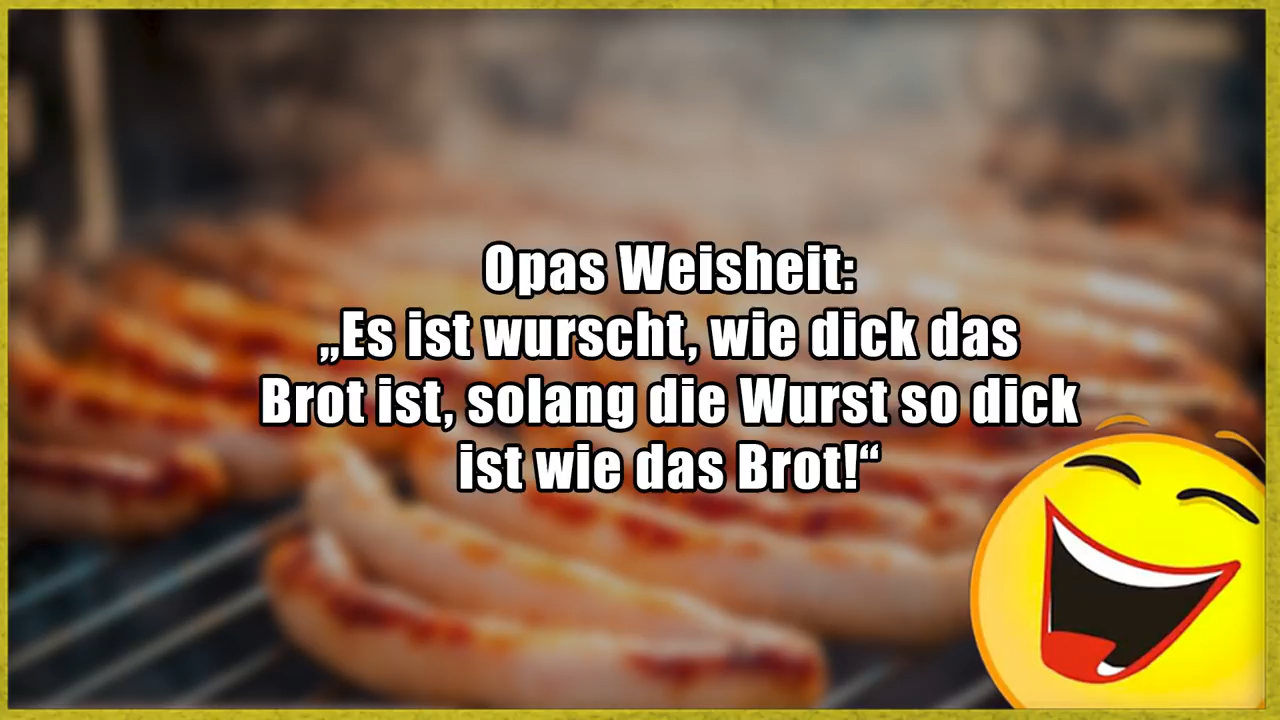 Opas Weisheit:
„Es ist wurscht, wie dick das
Brot ist, solang die Wurst so dick
ist wie das Brot!“